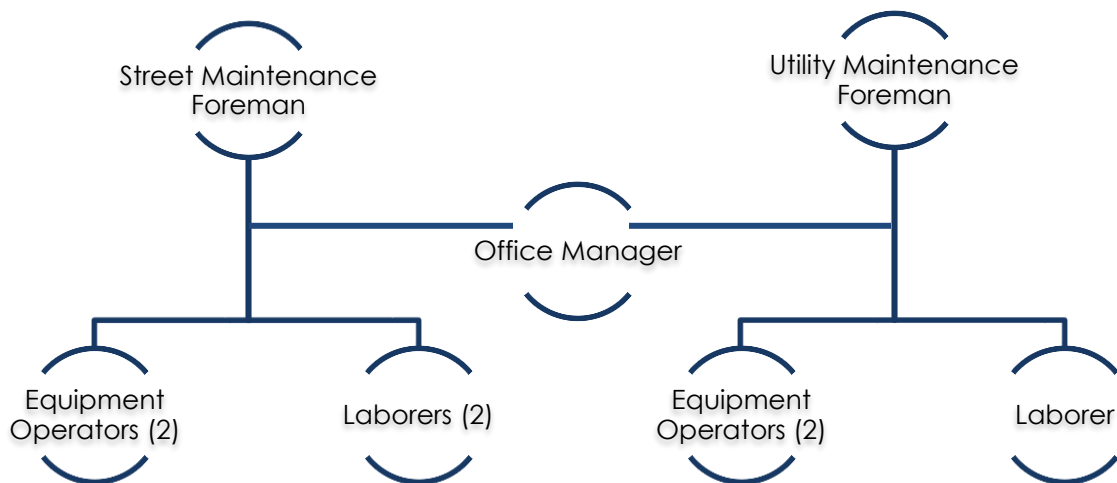 Street Maintenance
Foreman
Utility Maintenance
Foreman
Office Manager
Equipment
Operators (2)
Laborers (2)
Equipment
Operators (2)
Laborer